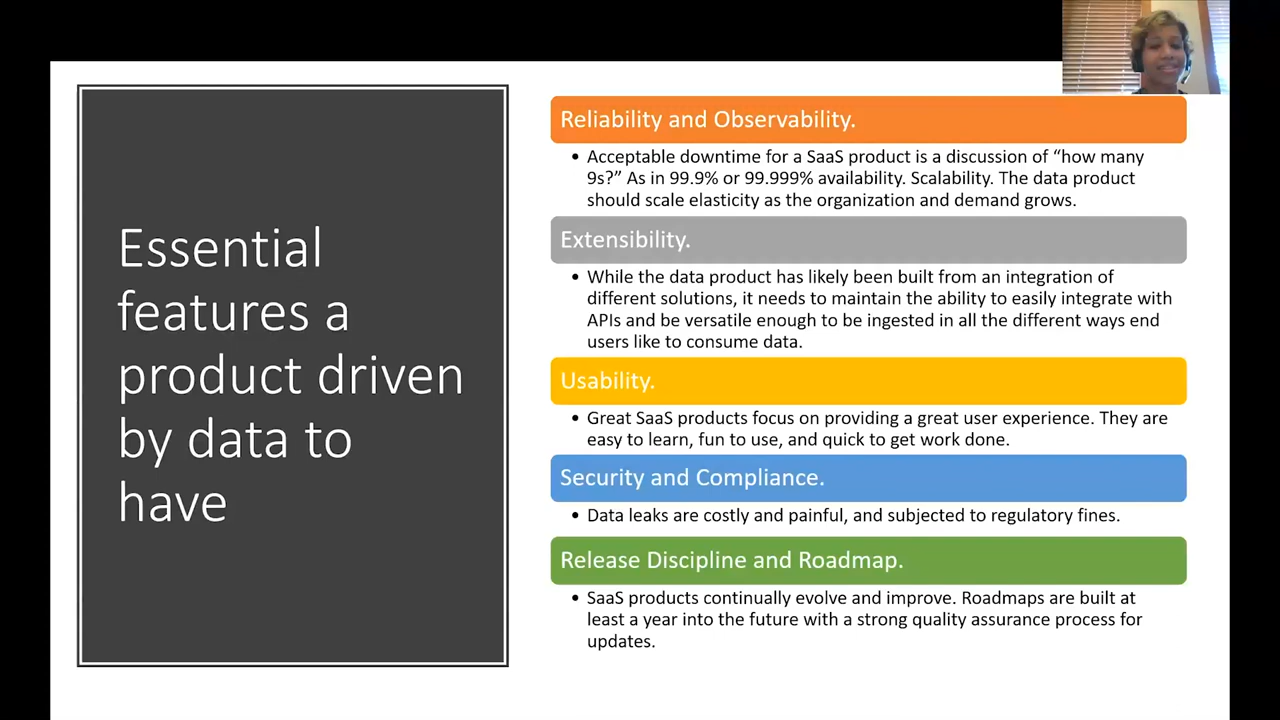 Essential
features a
product driven
by data to
have
Reliability and Observability.
• Acceptable downtime for a SaaS product is a discussion of “how many
9s?” As in 99.9% or 99.999% availability. Scalability. The data product
should scale elasticity as the organization and demand grows.
Extensibility.
• While the data product has likely been built from an integration of
different solutions, it needs to maintain the ability to easily integrate with
APIs and be versatile enough to be ingested in all the different ways end
users like to consume data.
Usability.
• Great SaaS products focus on providing a great user experience. They are
easy to learn, fun to use, and quick to get work done.
Security and Compliance.
• Data leaks are costly and painful, and subjected to regulatory fines.
Release Discipline and Roadmap.
• SaaS products continually evolve and improve. Roadmaps are built at
least a year into the future with a strong quality assurance process for
updates.